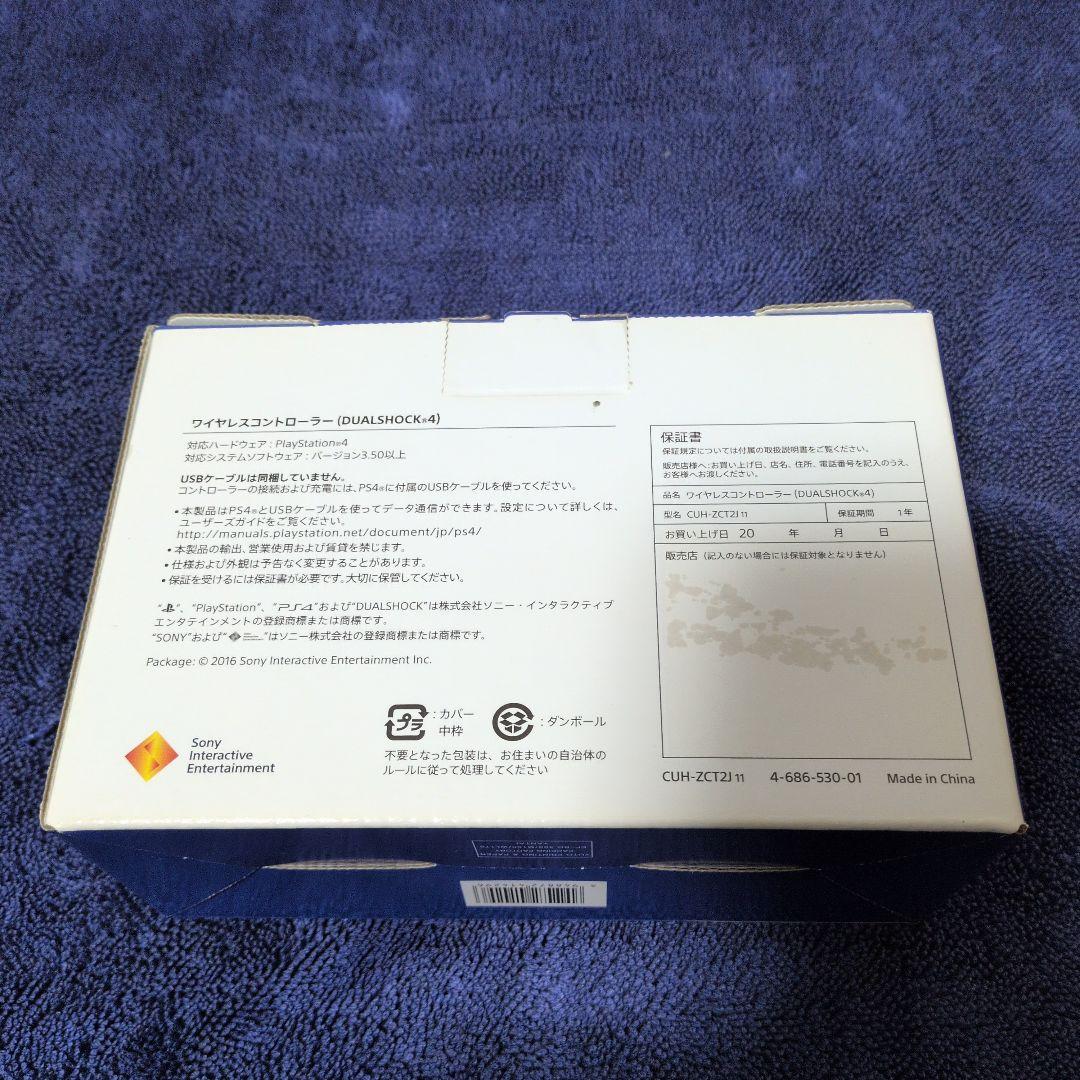 ワイヤレスコントローラー (DUALSHOCK®4)
対応ハードウェア : PlayStation®4
対応システムソフトウェア : バージョン3.50以上
USBケーブルは同梱していません。
コントローラーの接続および充電には、PS4®に付属のUSBケーブルを使ってください。
• 本製品はPS4®とUSBケーブルを使ってデータ通信ができます。設定について詳しくは、
ユーザーズガイドをご覧ください。
http://manuals.playstation.net/document/jp/ps4/
• 本製品の輸出、営業使用および賃貸を禁じます。
• 仕様および外観は予告なく変更することがあります。
• 保証を受けるには保証書が必要です。大切に保管してください。
“ ”、“PlayStation”、“PS4”および“DUALSHOCK”は株式会社ソニー・インタラクティブ
エンタテインメントの登録商標または商標です。
“SONY”および“ ”はソニー株式会社の登録商標または商標です。
Package: © 2016 Sony Interactive Entertainment Inc.
Sony
Interactive
Entertainment
プラ : カバー
中枠
: ダンボール
不要となった包装は、お住まいの自治体の
ルールに従って処理してください
保証書
保証規定については付属の取扱説明書をご覧ください。
販売店様へ : お買い上げ日、店名、住所、電話番号を記入のうえ、
お客様へお渡しください。
品名 ワイヤレスコントローラー (DUALSHOCK®4)
型名 CUH-ZCT2J 11 保証期間 1年
お買い上げ日 20 年 月 日
販売店 (記入のない場合には保証対象となりません)
CUH-ZCT2J 11 4-686-530-01 Made in China
YUTO PRINTING & PAPER
PACKING FACTORY